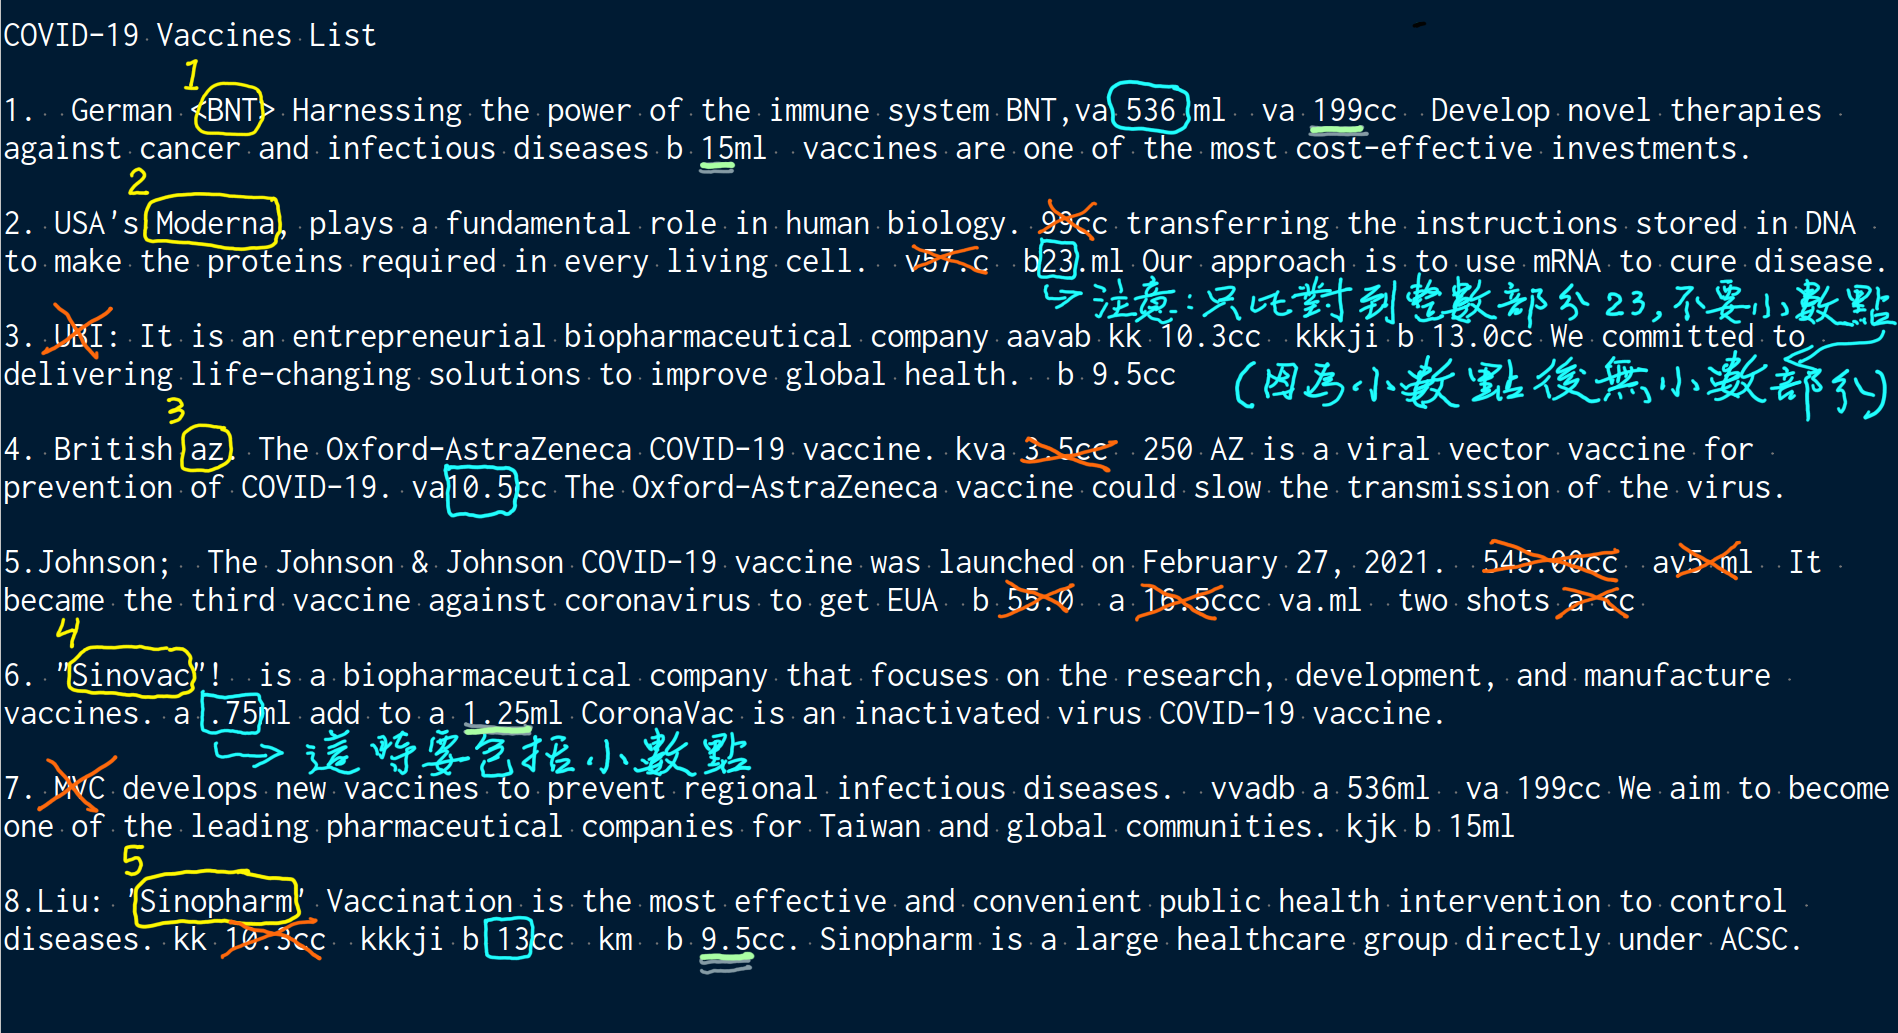 COVID-19 Vaccines List
1
1.  German <BNT> Harnessing the power of the immune system BNT,va 536 ml  va 199cc  Develop novel therapies
against cancer and infectious diseases b 15ml  vaccines are one of the most cost-effective investments.
2
2. USA's Moderna, plays a fundamental role in human biology. 99cc transferring the instructions stored in DNA
to make the proteins required in every living cell.  v57.c  b23.ml Our approach is to use mRNA to cure disease.
→ 注意: 只比對到整數部分 23, 不要小數點
3. UBI: It is an entrepreneurial biopharmaceutical company aavab kk 10.3cc  kkkji b 13.0cc We committed to
delivering life-changing solutions to improve global health.  b 9.5cc
(因為小數點後無小數部分)
3
4. British az. The Oxford-AstraZeneca COVID-19 vaccine. kva 3.5cc  250 AZ is a viral vector vaccine for
prevention of COVID-19. va10.5cc The Oxford-AstraZeneca vaccine could slow the transmission of the virus.
5.Johnson;  The Johnson & Johnson COVID-19 vaccine was launched on February 27, 2021.  545.00cc  av5 ml  It
became the third vaccine against coronavirus to get EUA  b 55.0  a 16.5ccc va.ml  two shots a cc
4
6. "Sinovac"!  is a biopharmaceutical company that focuses on the research, development, and manufacture
vaccines. a .75ml add to a 1.25ml CoronaVac is an inactivated virus COVID-19 vaccine.
→ 這時要包括小數點
7. MVC develops new vaccines to prevent regional infectious diseases.  vvadb a 536ml  va 199cc We aim to become
one of the leading pharmaceutical companies for Taiwan and global communities. kjk b 15ml
5
8.Liu: 'Sinopharm' Vaccination is the most effective and convenient public health intervention to control
diseases. kk 10.3cc  kkkji b 13cc  km  b 9.5cc. Sinopharm is a large healthcare group directly under ACSC.